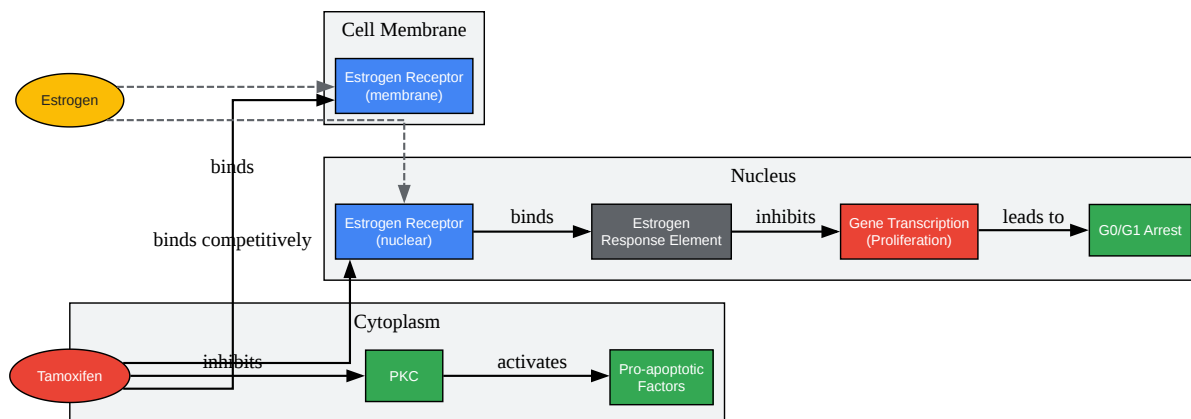 Cell Membrane
Estrogen Receptor
(membrane)
Estrogen
binds
Nucleus
Estrogen Receptor
(nuclear)
binds
Estrogen
Response Element
inhibits
Gene Transcription
(Proliferation)
leads to
G0/G1 Arrest
binds competitively
Cytoplasm
Tamoxifen
inhibits
PKC
activates
Pro-apoptotic
Factors